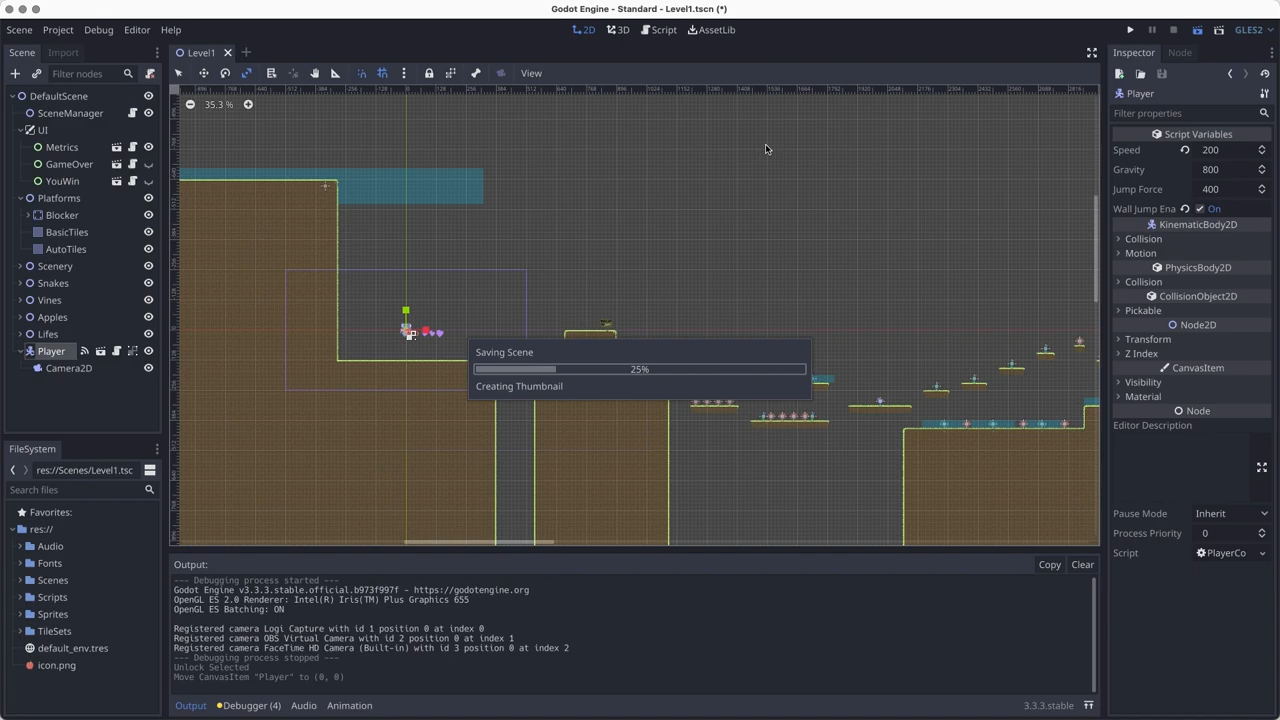 Godot Engine - Standard - Level1.tscn (*)
Scene Project Debug Editor Help
2D 3D Script AssetLib
GLES2
Scene Import
Filter nodes
DefaultScene
SceneManager
UI
Metrics
GameOver
YouWin
Platforms
Blocker
BasicTiles
AutoTiles
Scenery
Snakes
Vines
Apples
Lifes
Player
Camera2D
FileSystem
res://Scenes/Level1.tsc
Search files
Favorites:
res://
Audio
Fonts
Scenes
Scripts
Sprites
TileSets
default_env.tres
icon.png
Level1
View
35.3 %
Saving Scene
25%
Creating Thumbnail
Output:
Copy Clear
--- Debugging process started ---
Godot Engine v3.3.3.stable.official.b973f997f - https://godotengine.org
OpenGL ES 2.0 Renderer: Intel(R) Iris(TM) Plus Graphics 655
OpenGL ES Batching: ON
Registered camera Logi Capture with id 1 position 0 at index 0
Registered camera OBS Virtual Camera with id 2 position 0 at index 1
Registered camera FaceTime HD Camera (Built-in) with id 3 position 0 at index 2
--- Debugging process stopped ---
Unlock Selected
Move CanvasItem "Player" to (0, 0)
Output Debugger (4) Audio Animation
3.3.3.stable
Inspector Node
Player
Filter properties
Script Variables
Speed 200
Gravity 800
Jump Force 400
Wall Jump Ena On
KinematicBody2D
Collision
Motion
PhysicsBody2D
Collision
CollisionObject2D
Pickable
Node2D
Transform
Z Index
CanvasItem
Visibility
Material
Node
Editor Description
Pause Mode Inherit
Process Priority 0
Script PlayerCo